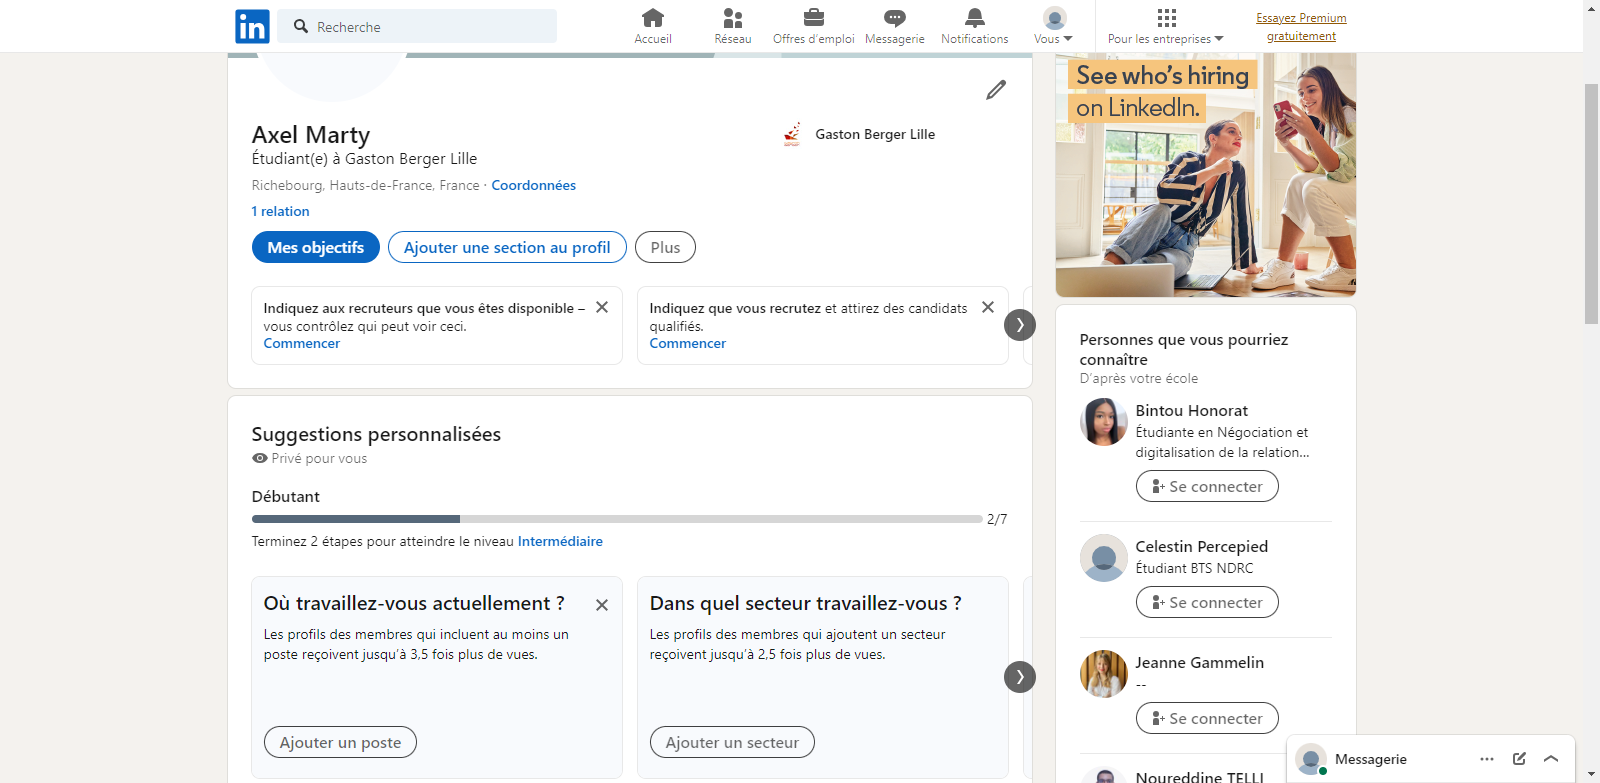 in
Recherche
Accueil
Réseau
Offres d'emploi
Messagerie
Notifications
Vous
Pour les entreprises
Essayez Premium
gratuitement
Axel Marty
Étudiant(e) à Gaston Berger Lille
Richebourg, Hauts-de-France, France · Coordonnées
1 relation
Gaston Berger Lille
Mes objectifs
Ajouter une section au profil
Plus
Indiquez aux recruteurs que vous êtes disponible –
vous contrôlez qui peut voir ceci.
Commencer
Indiquez que vous recrutez et attirez des candidats
qualifiés.
Commencer
Suggestions personnalisées
Privé pour vous
Débutant
2/7
Terminez 2 étapes pour atteindre le niveau Intermédiaire
Où travaillez-vous actuellement ?
Les profils des membres qui incluent au moins un
poste reçoivent jusqu'à 3,5 fois plus de vues.
Ajouter un poste
Dans quel secteur travaillez-vous ?
Les profils des membres qui ajoutent un secteur
reçoivent jusqu'à 2,5 fois plus de vues.
Ajouter un secteur
See who's hiring
on LinkedIn.
Personnes que vous pourriez
connaître
D'après votre école
Bintou Honorat
Étudiante en Négociation et
digitalisation de la relation...
Se connecter
Celestin Percepied
Étudiant BTS NDRC
Se connecter
Jeanne Gammelin
--
Se connecter
Noureddine TELLI
Messagerie